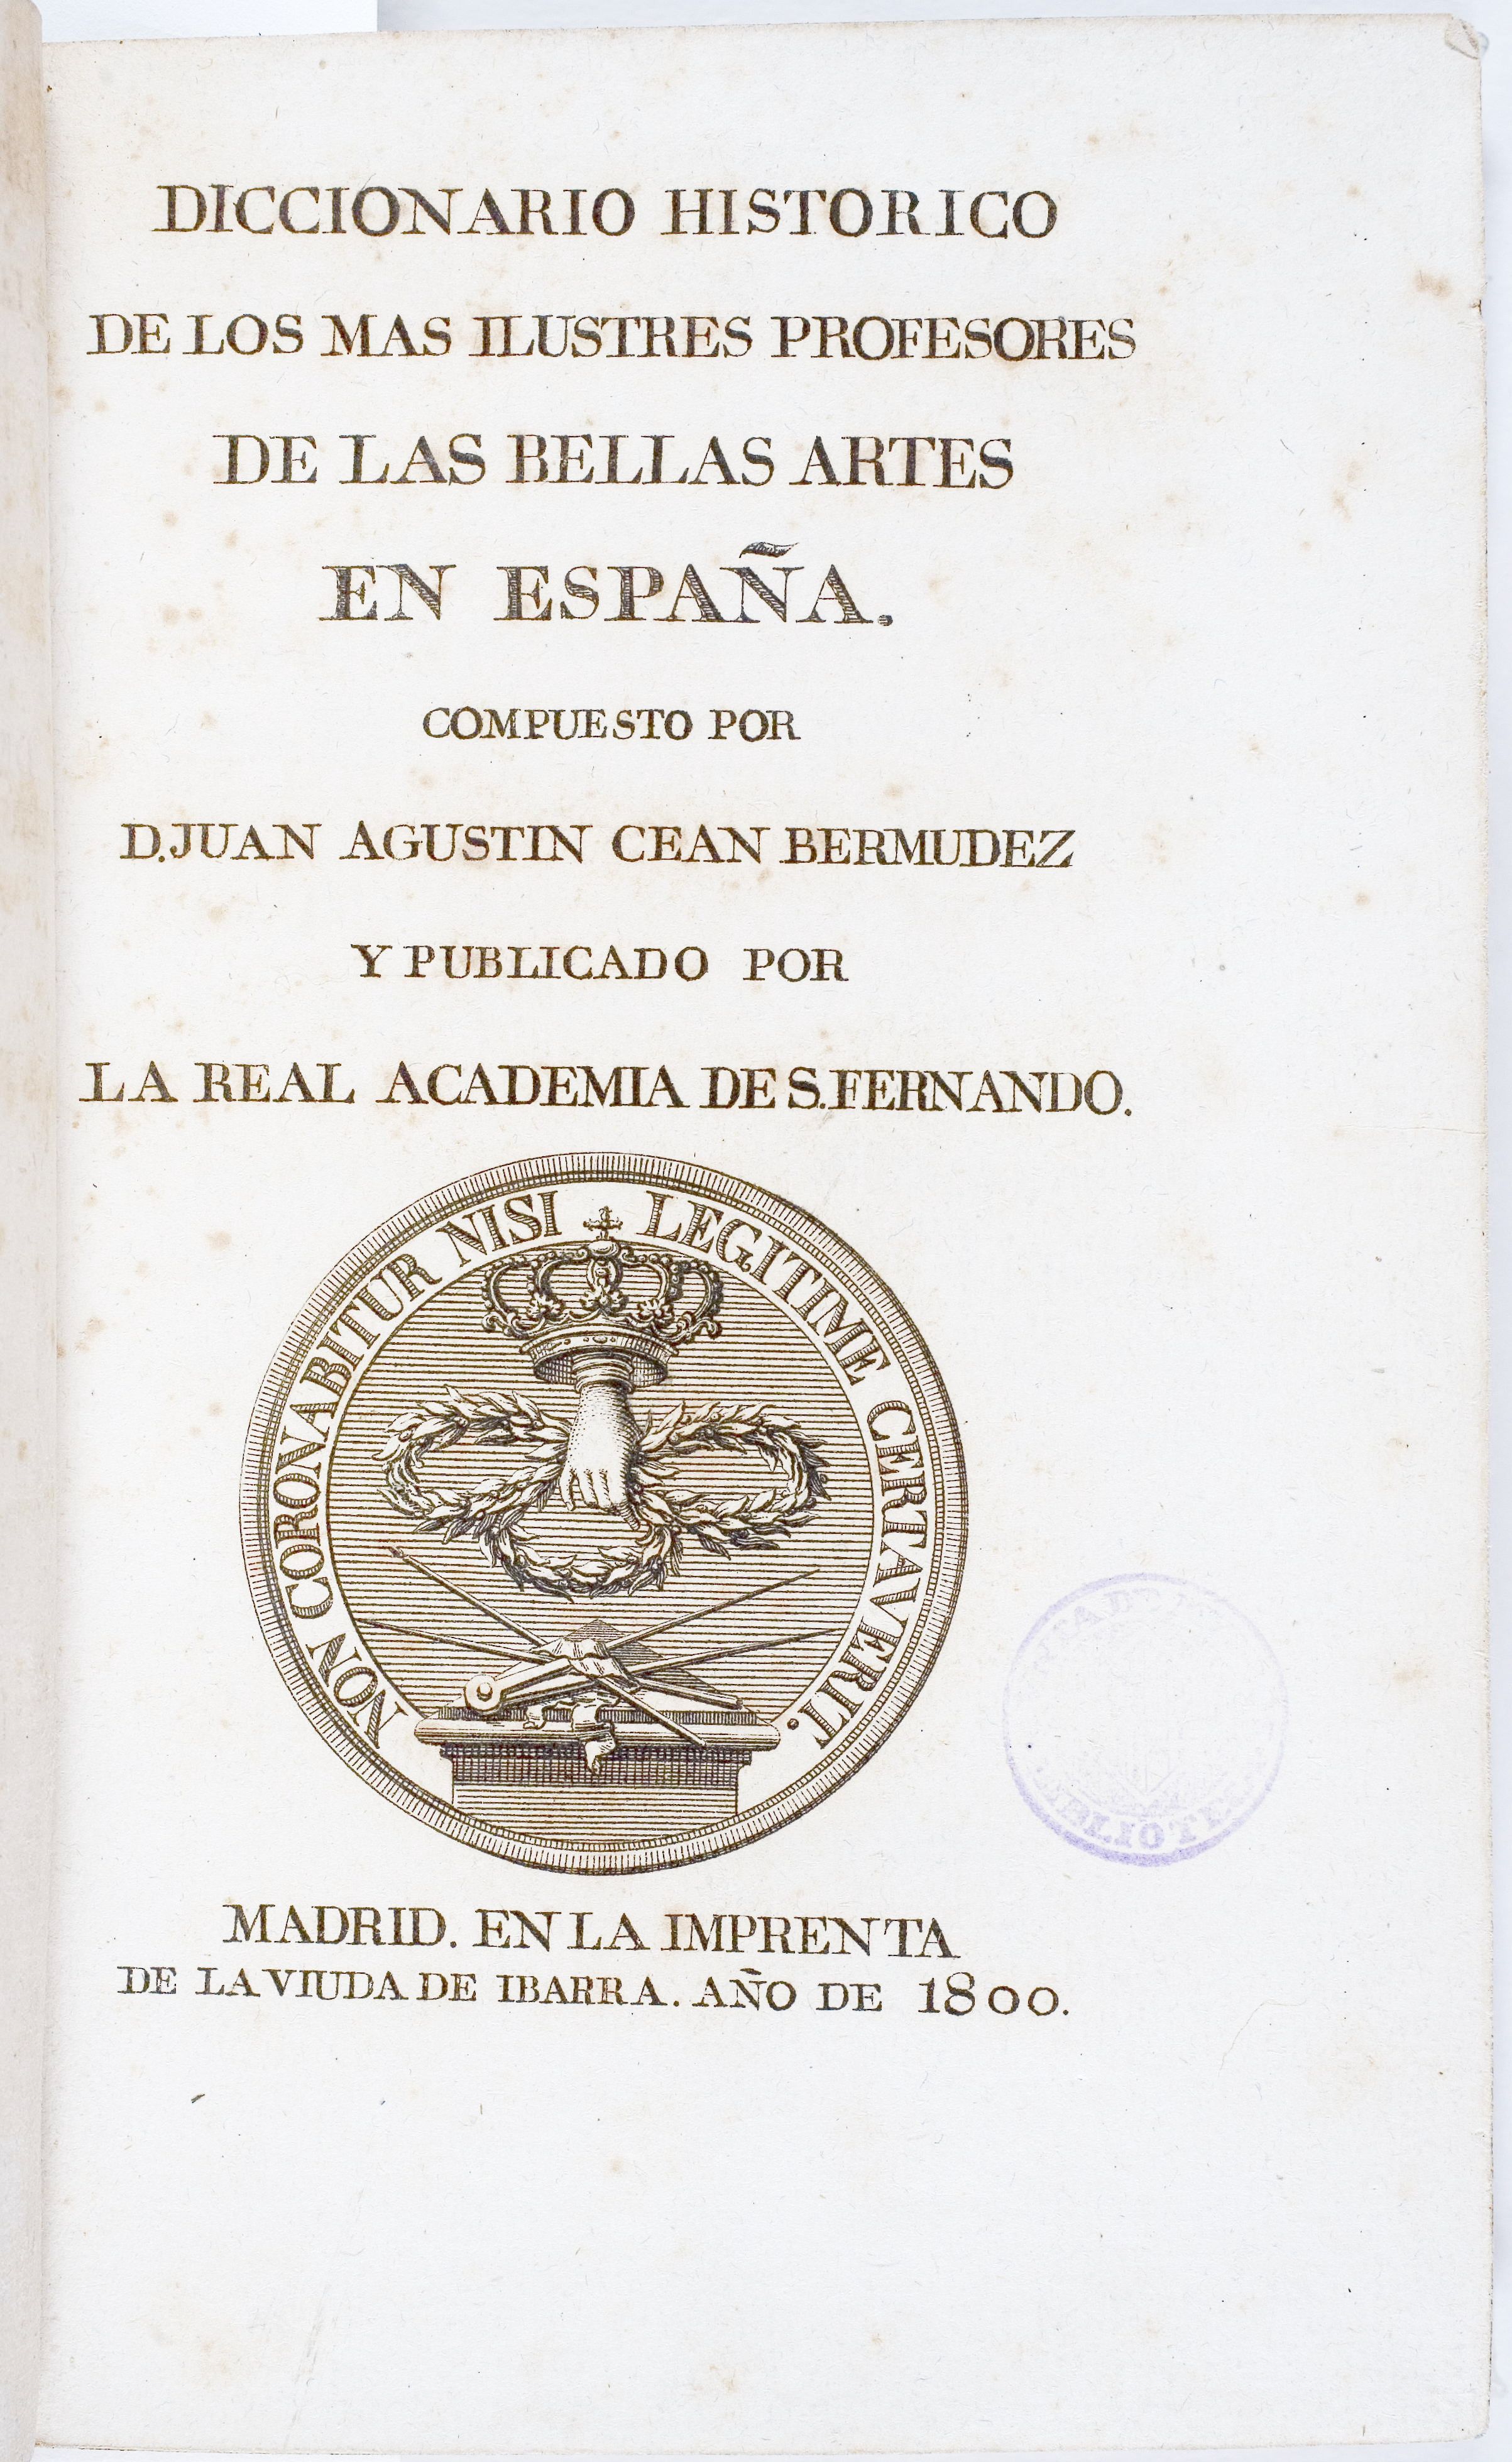 DICCIONARIO HISTORICO
DE LOS MAS ILUSTRES PROFESORES
DE LAS BELLAS ARTES
EN ESPAÑA.
COMPUESTO POR
D. JUAN AGUSTIN CEAN BERMUDEZ
Y PUBLICADO POR
LA REAL ACADEMIA DE S. FERNANDO.
NON CORONABITUR NISI LEGITIME CERTAVERIT.
MADRID. EN LA IMPRENTA
DE LA VIUDA DE IBARRA. AÑO DE 1800.